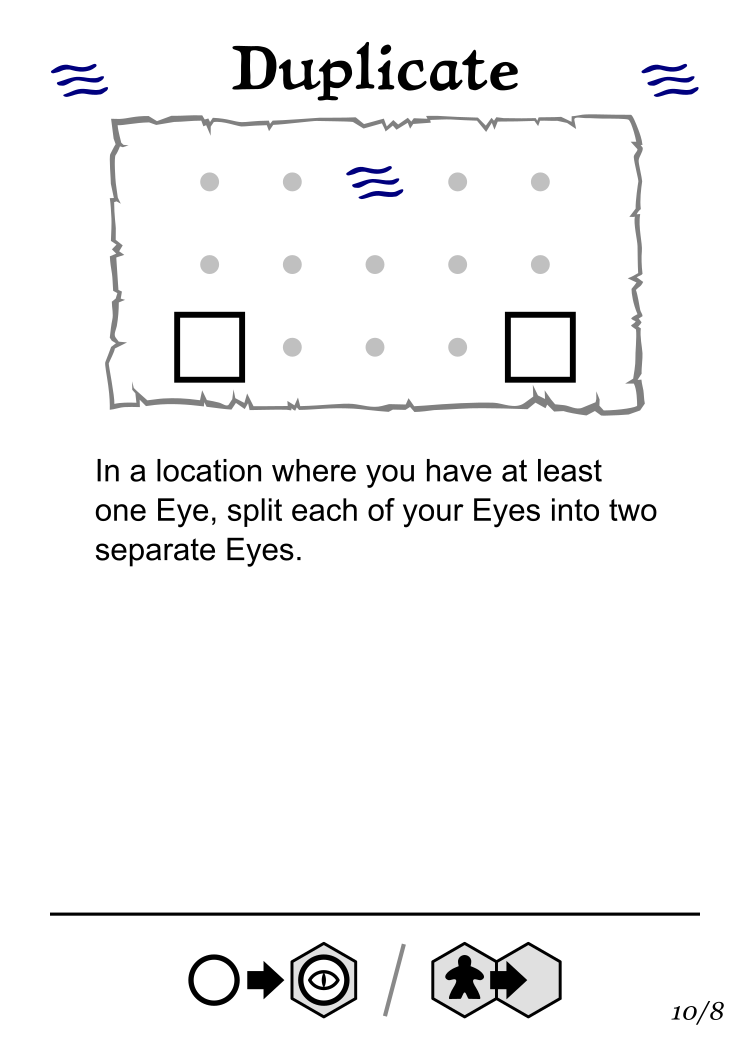 Duplicate
In a location where you have at least
one Eye, split each of your Eyes into two
separate Eyes.
10/8